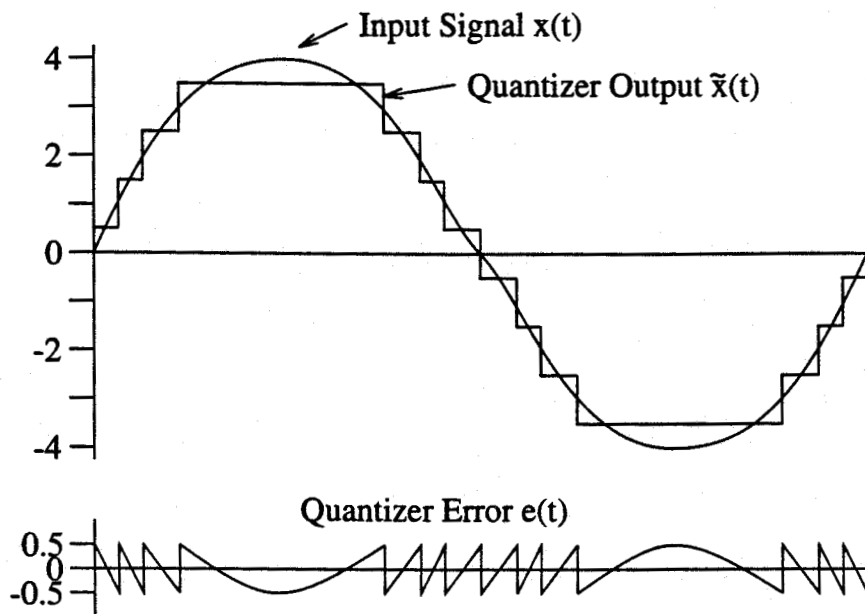 Input Signal x(t)
Quantizer Output x̃(t)
4
2
0
-2
-4
Quantizer Error e(t)
0.5
0
-0.5